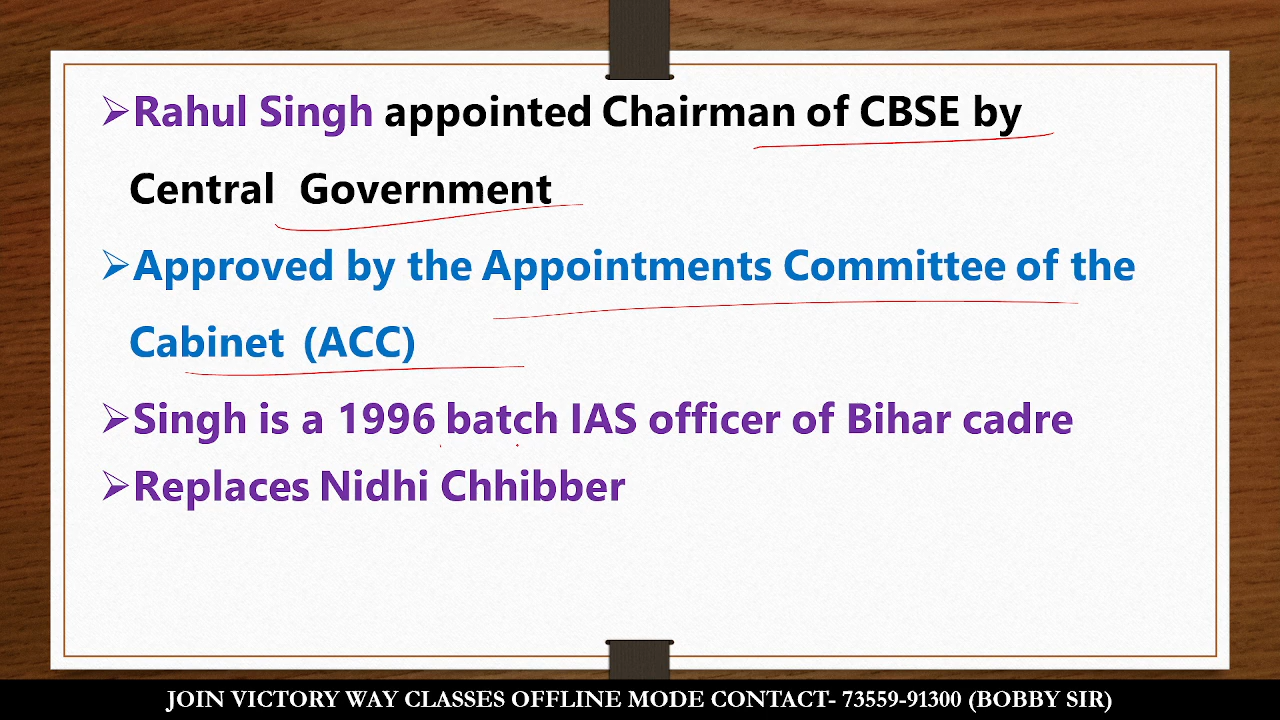 ➢Rahul Singh appointed Chairman of CBSE by
Central Government
➢Approved by the Appointments Committee of the
Cabinet (ACC)
➢Singh is a 1996 batch IAS officer of Bihar cadre
➢Replaces Nidhi Chhibber
JOIN VICTORY WAY CLASSES OFFLINE MODE CONTACT- 73559-91300 (BOBBY SIR)